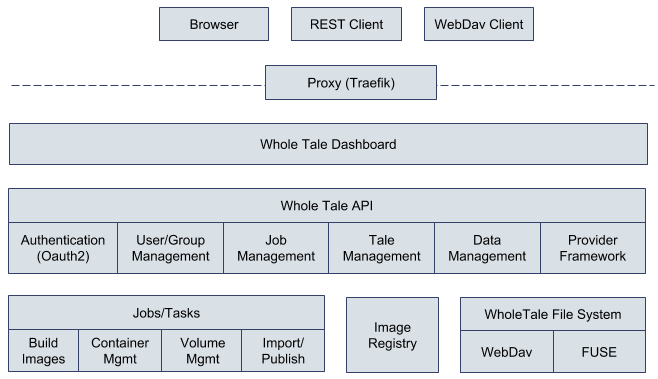 Browser
REST Client
WebDav Client
Proxy (Traefik)
Whole Tale Dashboard
Whole Tale API
Authentication
(Oauth2)
User/Group
Management
Job
Management
Tale
Management
Data
Management
Provider
Framework
Jobs/Tasks
Build
Images
Container
Mgmt
Volume
Mgmt
Import/
Publish
Image
Registry
WholeTale File System
WebDav
FUSE